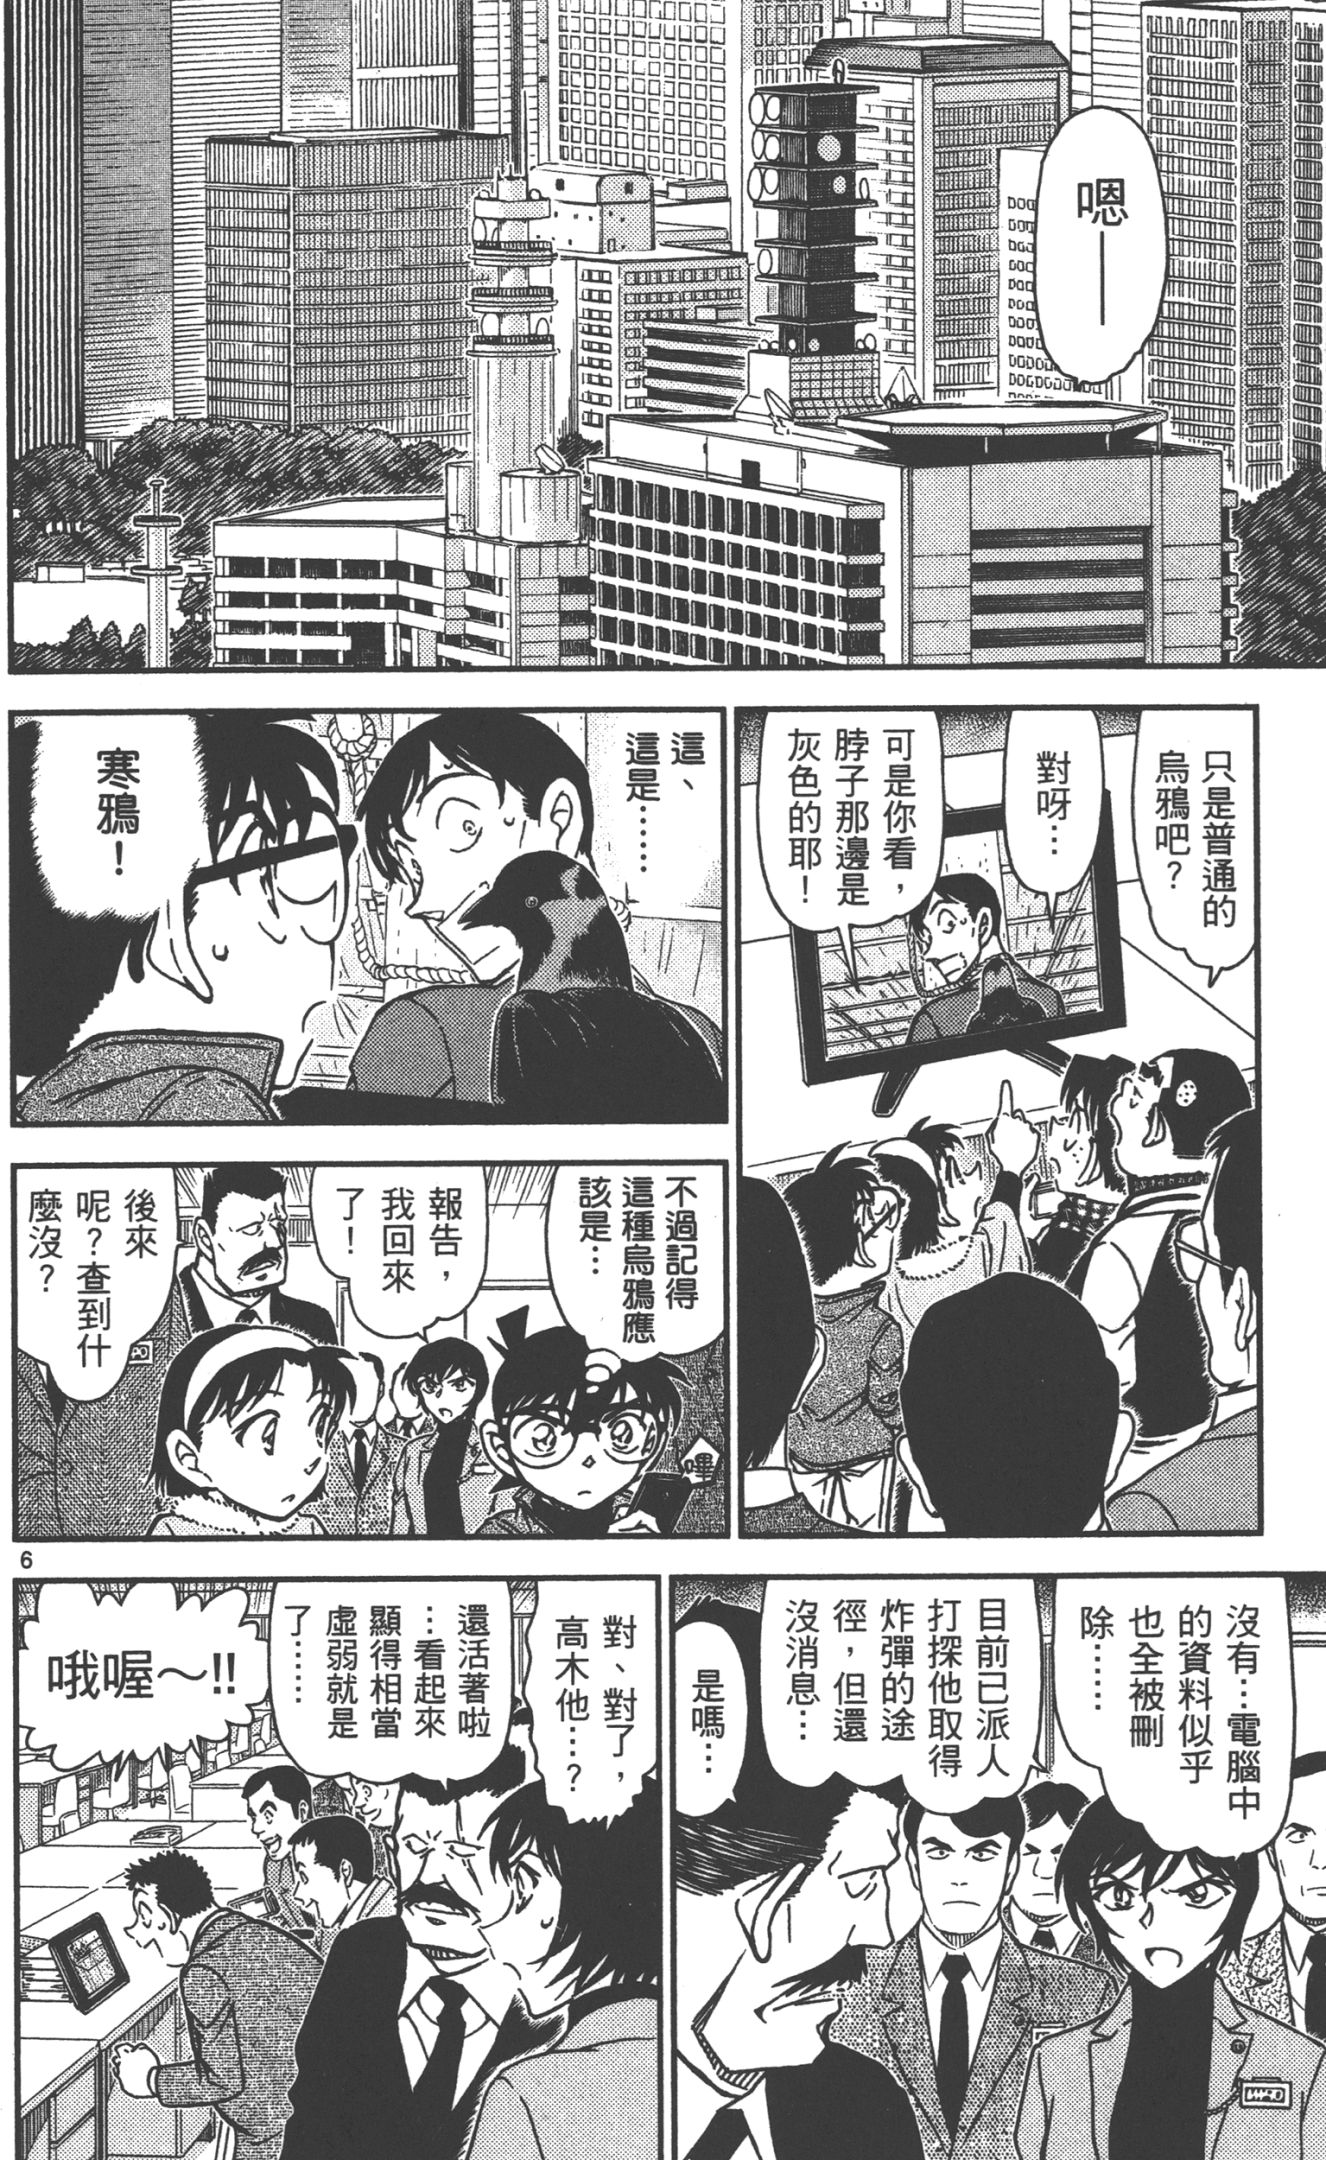 嗯──
只是普通的
烏鴉吧？
對呀…
可是你看，
脖子那邊是
灰色的耶！
這、
這是……
寒鴉！
不過記得
這種烏鴉應
該是…
嗶
報告，
我回來
了！
後來
呢？查到什
麼沒？
6
沒有…電腦中
的資料似乎
也全被刪
除……
目前已派人
打探他取得
炸彈的途
徑，但還
沒消息…
是嗎…
對、對了，
高木他…？
還活著啦
…看起來
顯得相當
虛弱就是
了……
哦喔～!!